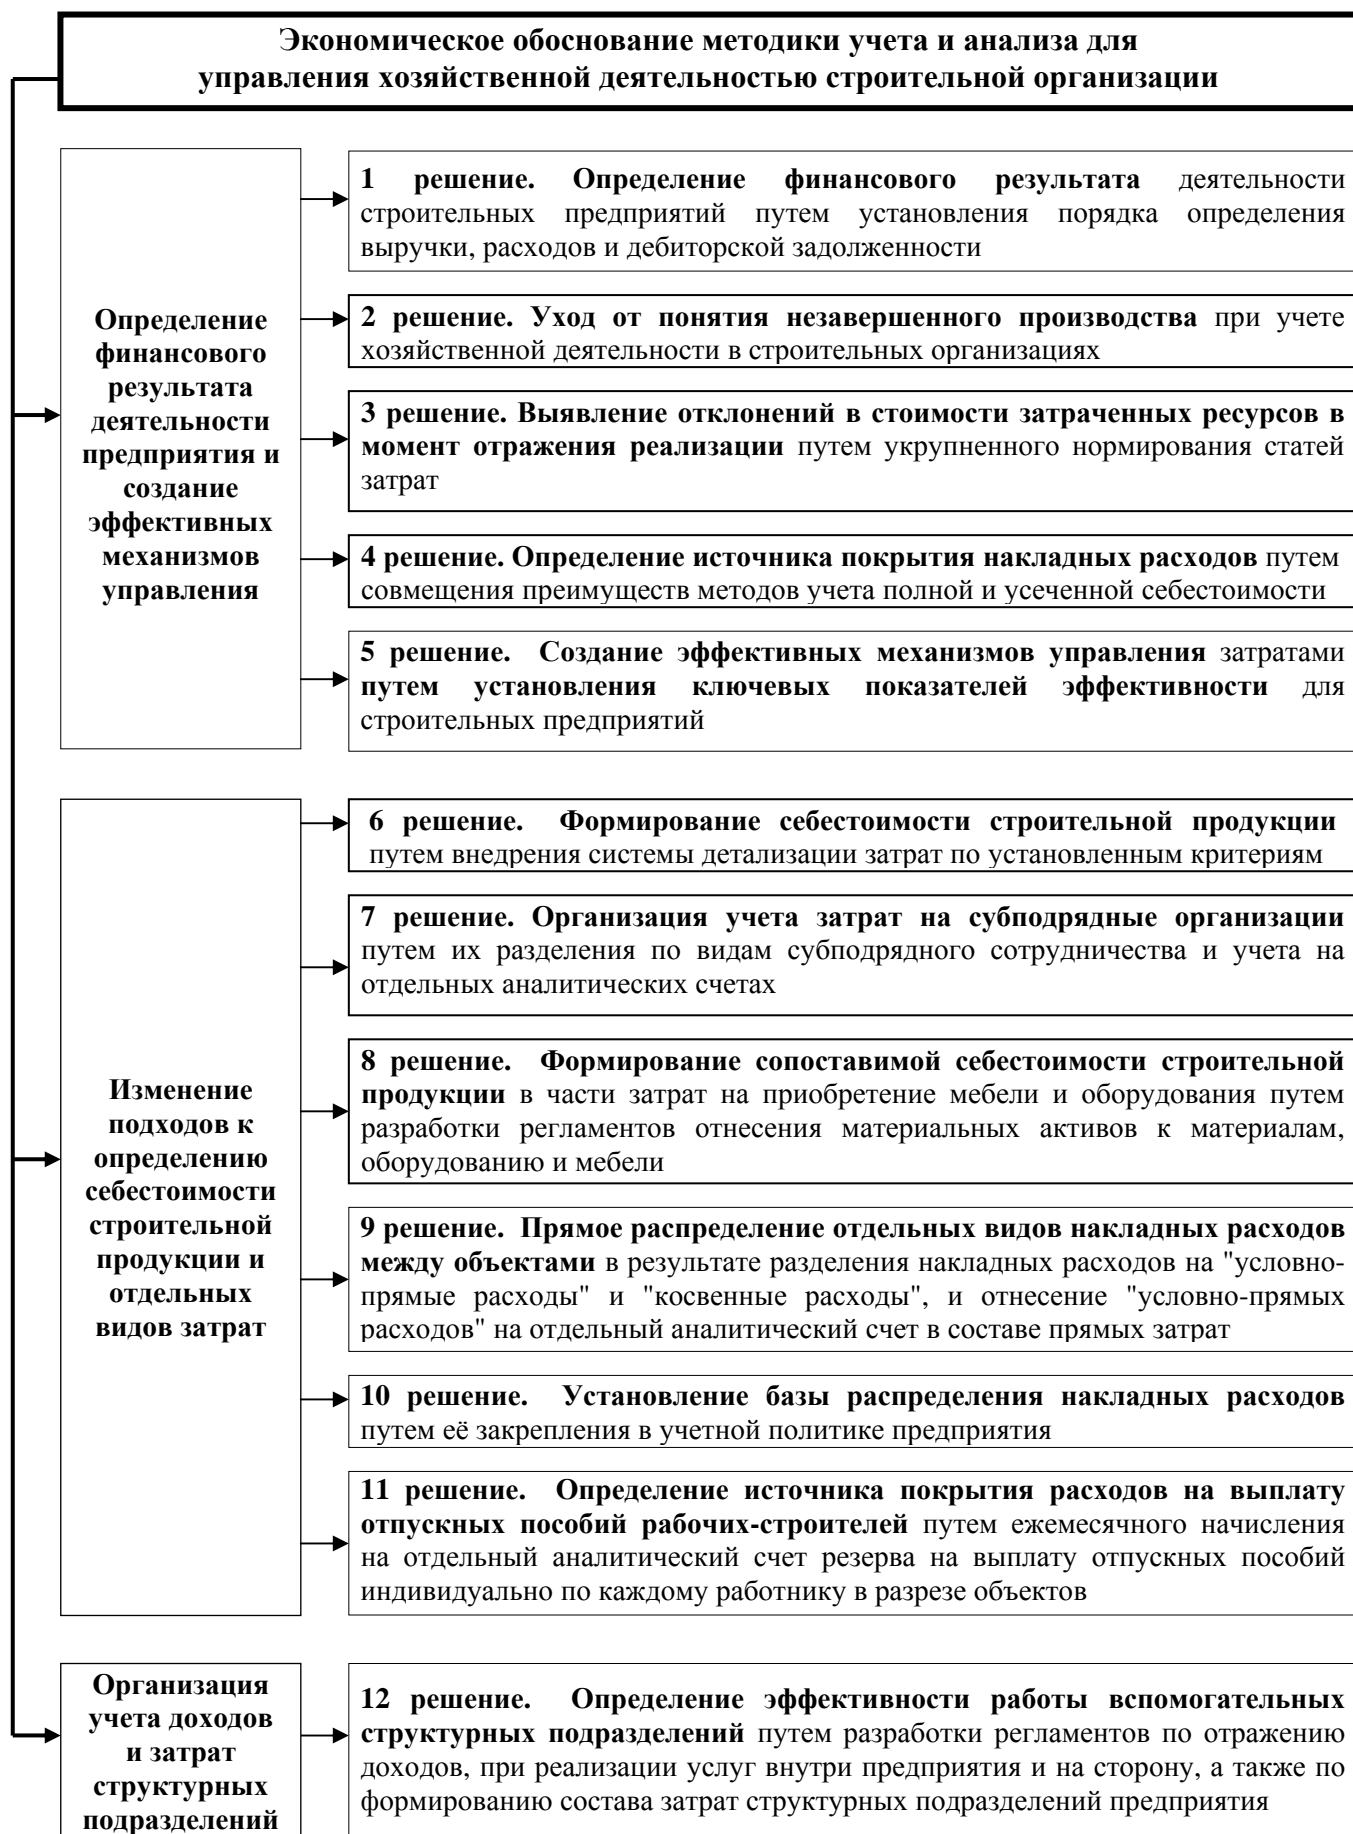 Экономическое обоснование методики учета и анализа для
управления хозяйственной деятельностью строительной организации
Определение
финансового
результата
деятельности
предприятия и
создание
эффективных
механизмов
управления
1 решение. Определение финансового результата деятельности
строительных предприятий путем установления порядка определения
выручки, расходов и дебиторской задолженности
2 решение. Уход от понятия незавершенного производства при учете
хозяйственной деятельности в строительных организациях
3 решение. Выявление отклонений в стоимости затраченных ресурсов в
момент отражения реализации путем укрупненного нормирования статей
затрат
4 решение. Определение источника покрытия накладных расходов путем
совмещения преимуществ методов учета полной и усеченной себестоимости
5 решение. Создание эффективных механизмов управления затратами
путем установления ключевых показателей эффективности для
строительных предприятий
Изменение
подходов к
определению
себестоимости
строительной
продукции и
отдельных
видов затрат
6 решение. Формирование себестоимости строительной продукции
путем внедрения системы детализации затрат по установленным критериям
7 решение. Организация учета затрат на субподрядные организации
путем их разделения по видам субподрядного сотрудничества и учета на
отдельных аналитических счетах
8 решение. Формирование сопоставимой себестоимости строительной
продукции в части затрат на приобретение мебели и оборудования путем
разработки регламентов отнесения материальных активов к материалам,
оборудованию и мебели
9 решение. Прямое распределение отдельных видов накладных расходов
между объектами в результате разделения накладных расходов на "условно-
прямые расходы" и "косвенные расходы", и отнесение "условно-прямых
расходов" на отдельный аналитический счет в составе прямых затрат
10 решение. Установление базы распределения накладных расходов
путем её закрепления в учетной политике предприятия
11 решение. Определение источника покрытия расходов на выплату
отпускных пособий рабочих-строителей путем ежемесячного начисления
на отдельный аналитический счет резерва на выплату отпускных пособий
индивидуально по каждому работнику в разрезе объектов
Организация
учета доходов
и затрат
структурных
подразделений
12 решение. Определение эффективности работы вспомогательных
структурных подразделений путем разработки регламентов по отражению
доходов, при реализации услуг внутри предприятия и на сторону, а также по
формированию состава затрат структурных подразделений предприятия